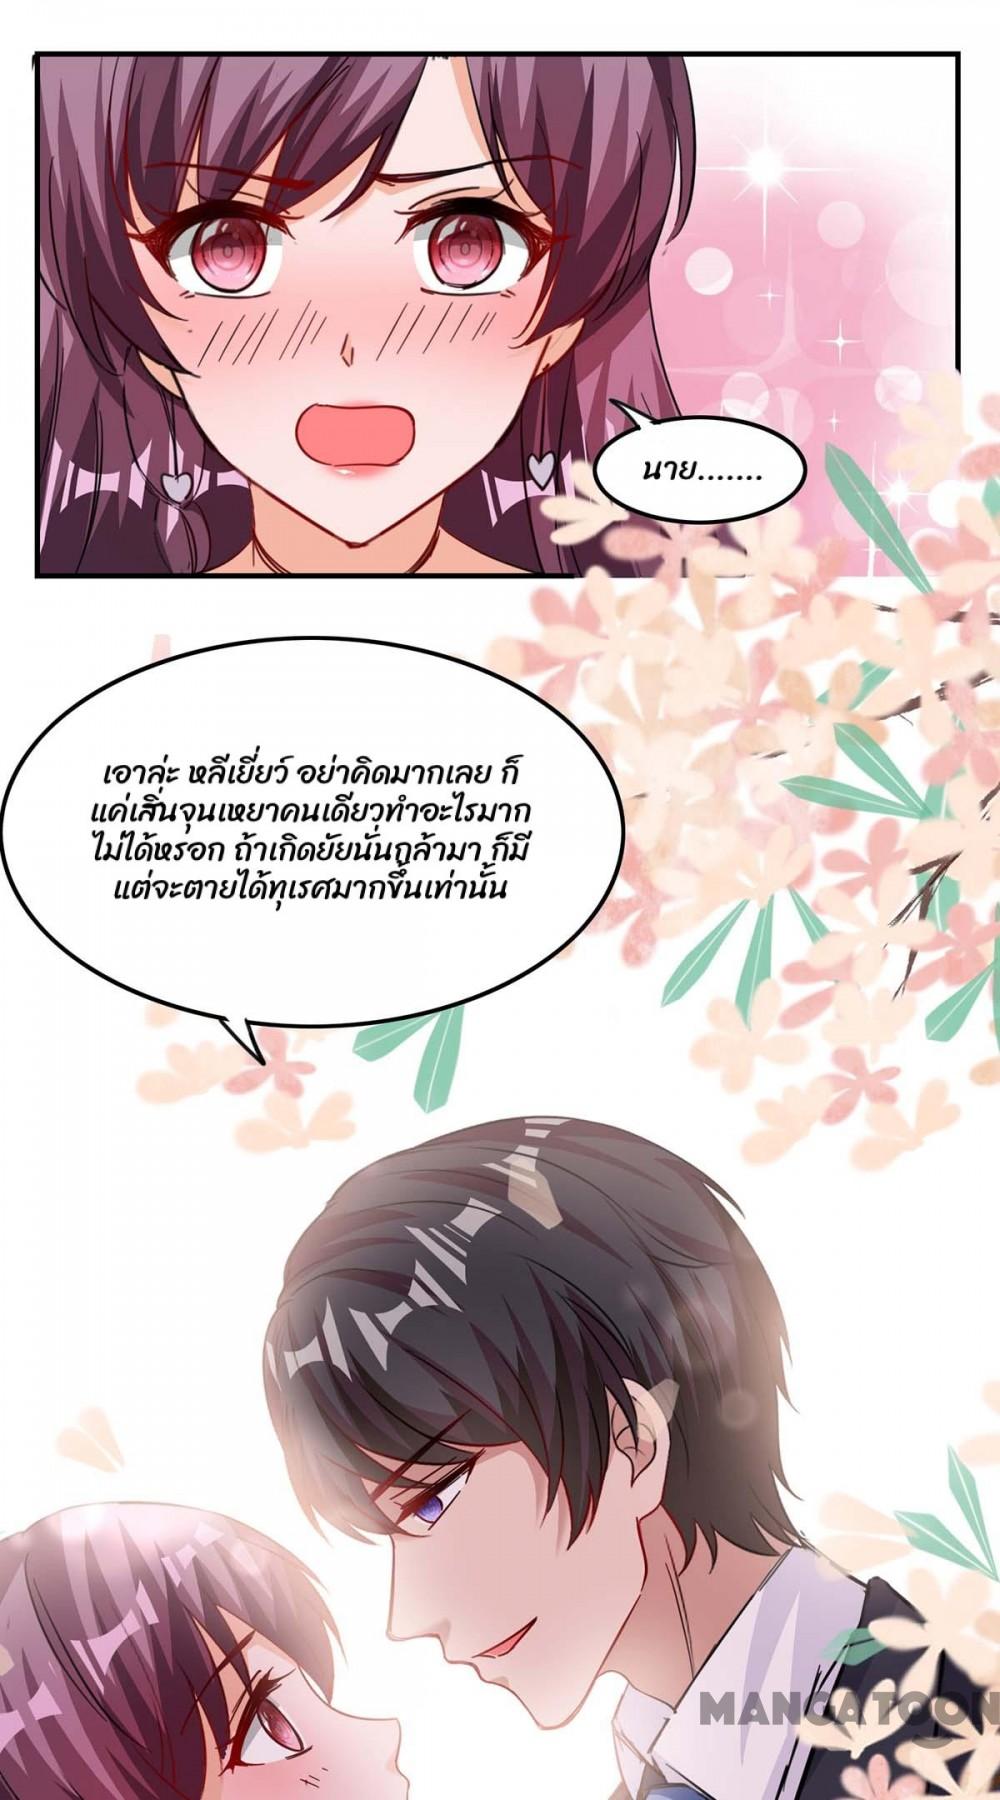 นาย.......
เอาล่ะ หลีเยี่ยว์ อย่าคิดมากเลย ก็
แค่เสิ่นจุนเหยาคนเดียวทำอะไรมาก
ไม่ได้หรอก ถ้าเกิดยัยนั่นกล้ามา ก็มี
แต่จะตายได้ทุเรศมากขึ้นเท่านั้น
MANGATOON